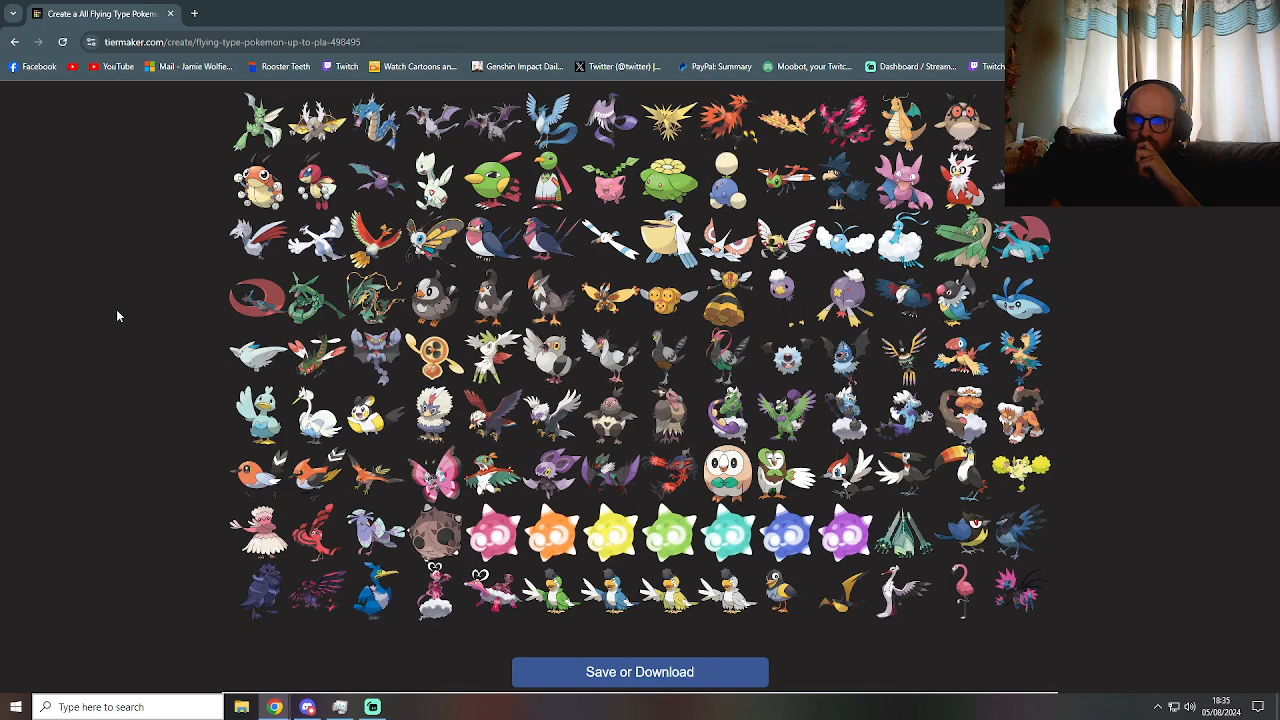 Create a All Flying Type Pokem
tiermaker.com/create/flying-type-pokemon-up-to-pla-498495
Facebook
YouTube
Mail - Jamie Wolfie...
Rooster Teeth
Twitch
Watch Cartoons an...
Genshin Impact Dail...
Twitter (@twitter) |...
PayPal: Summary
Moobot, your Twitc...
Dashboard / Stream...
Twitch
Save or Download
Type here to search
18:35
05/08/2024